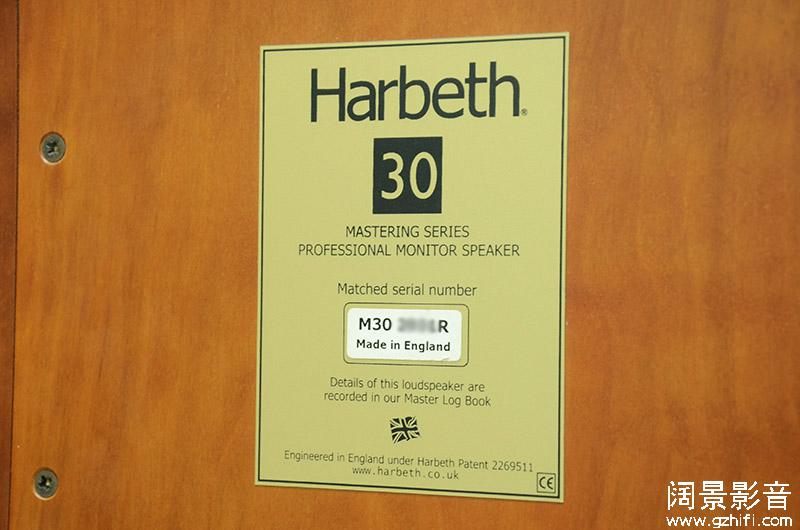 Harbeth®
30
MASTERING SERIES
PROFESSIONAL MONITOR SPEAKER
Matched serial number
M30 R
Made in England
Details of this loudspeaker are
recorded in our Master Log Book
Engineered in England under Harbeth Patent 2269511
www.harbeth.co.uk
CE
阔景影音
www.gzhifi.com